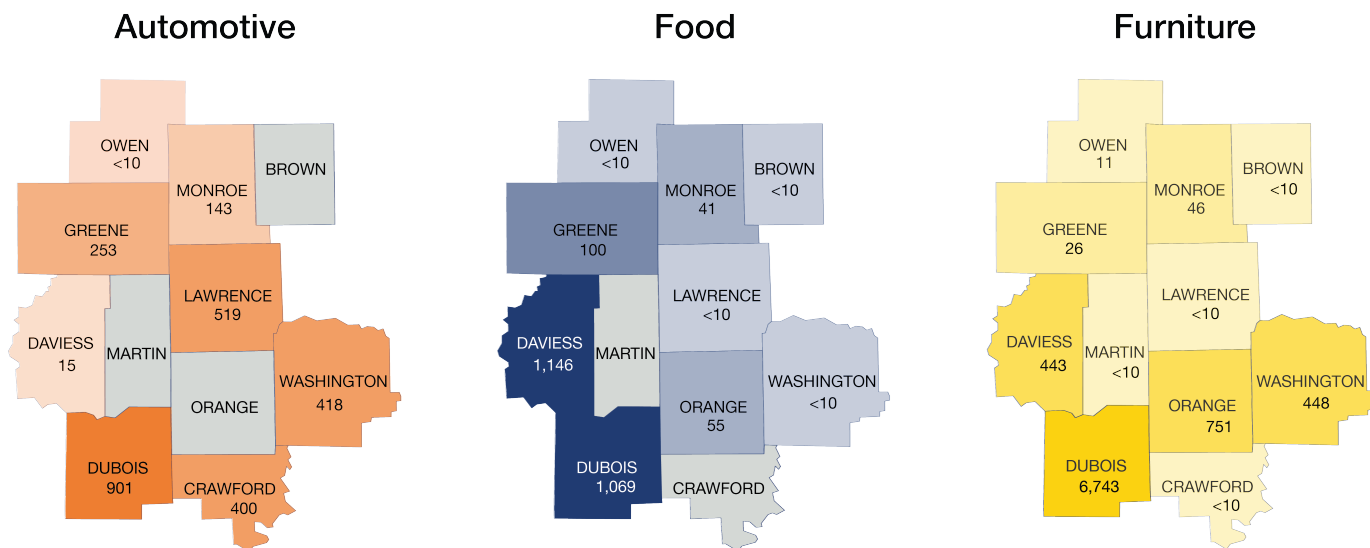 Automotive
OWEN
<10
MONROE
143
BROWN
GREENE
253
LAWRENCE
519
DAVIESS
15
MARTIN
WASHINGTON
418
ORANGE
DUBOIS
901
CRAWFORD
400
Food
OWEN
<10
MONROE
41
BROWN
<10
GREENE
100
LAWRENCE
<10
DAVIESS
1,146
MARTIN
WASHINGTON
<10
ORANGE
55
DUBOIS
1,069
CRAWFORD
Furniture
OWEN
11
MONROE
46
BROWN
<10
GREENE
26
LAWRENCE
<10
DAVIESS
443
MARTIN
<10
WASHINGTON
448
ORANGE
751
DUBOIS
6,743
CRAWFORD
<10